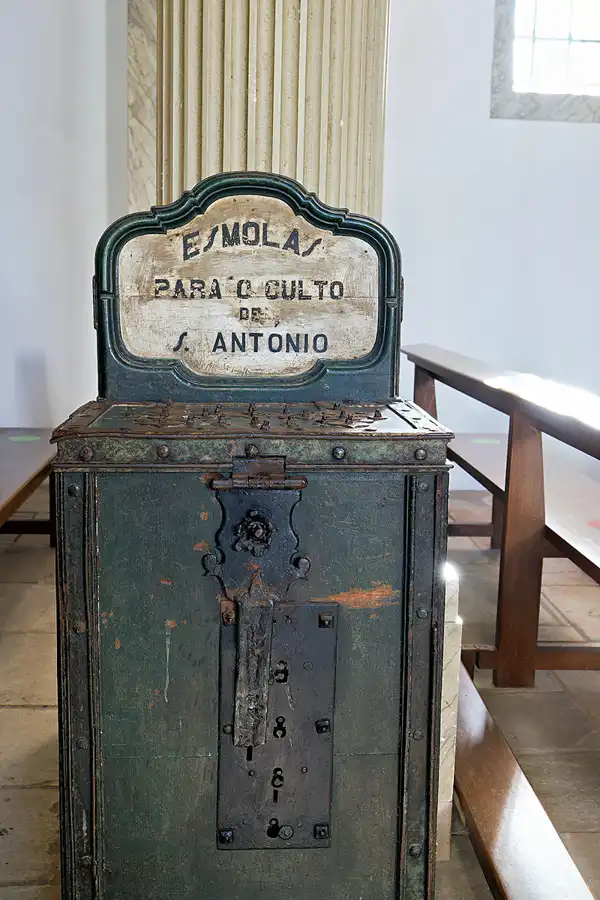 ESMOLAS
PARA O CULTO
DE
S. ANTONIO